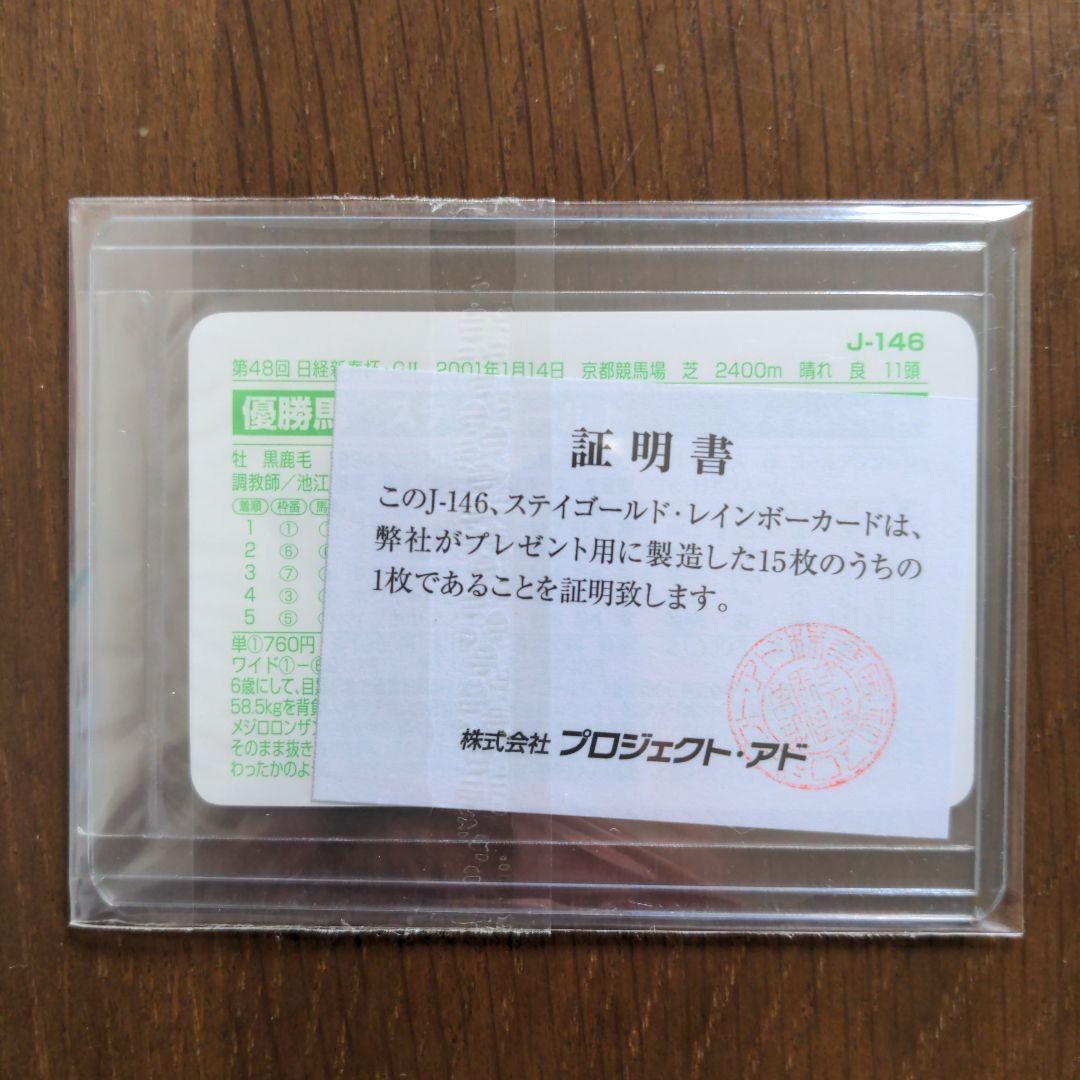 J-146
第48回 日経新春杯 GII 2001年1月14日 京都競馬場 芝 2400m 晴れ 良 11頭
優勝馬
牡 黒鹿毛
調教師／池江
着順 枠番 馬
1 ①
2 ⑥
3 ⑦
4 ③
5 ⑤
単①760円
ワイド①－⑥
6歳にして、目
58.5kgを背負
メジロロンザン
そのまま抜き
わったかのよ
証明書
このJ-146、ステイゴールド・レインボーカードは、
弊社がプレゼント用に製造した15枚のうちの
1枚であることを証明致します。
株式会社 プロジェクト・アド